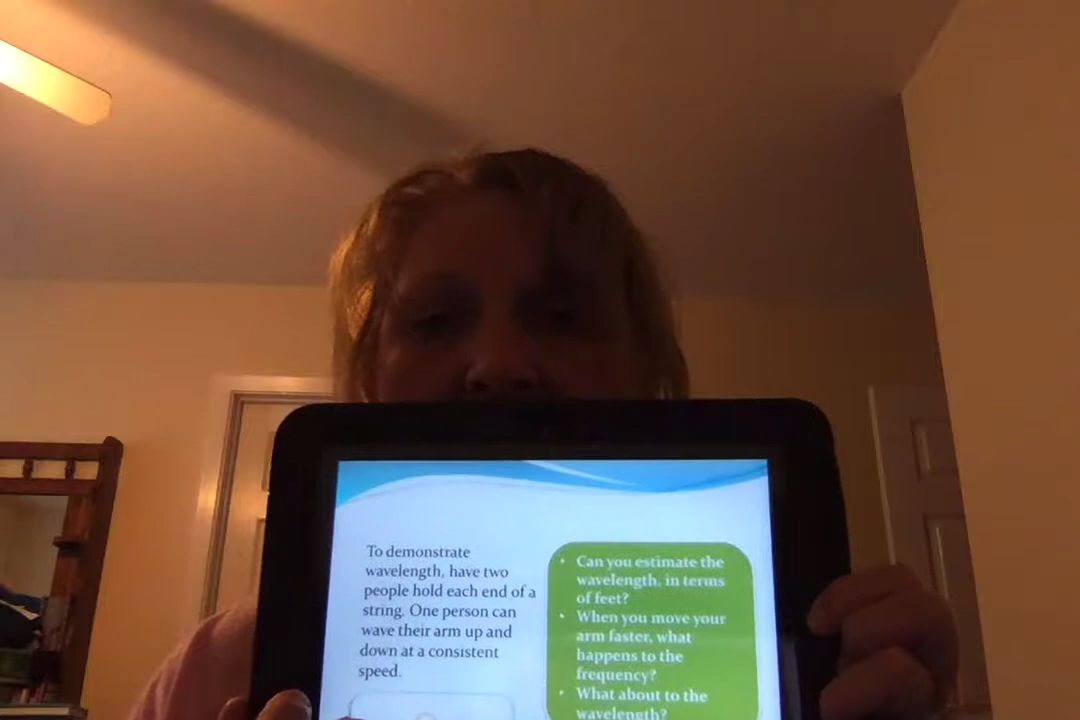 To demonstrate
wavelength, have two
people hold each end of a
string. One person can
wave their arm up and
down at a consistent
speed.
• Can you estimate the
wavelength, in terms
of feet?
• When you move your
arm faster, what
happens to the
frequency?
• What about to the
wavelength?